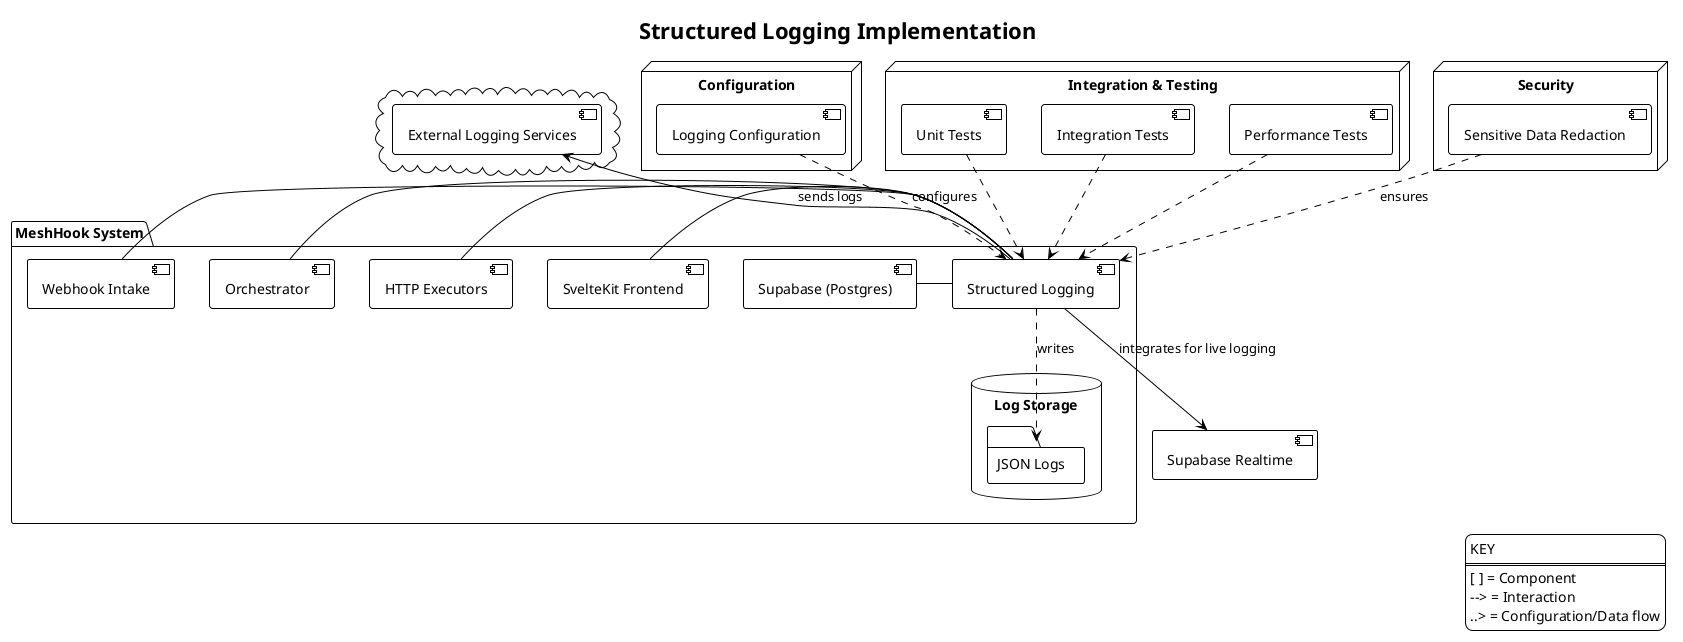 Structured Logging Implementation
Configuration
Integration & Testing
Security
External Logging Services
Logging Configuration
Unit Tests
Integration Tests
Performance Tests
Sensitive Data Redaction
sends logs
configures
ensures
MeshHook System
Webhook Intake
Orchestrator
HTTP Executors
SvelteKit Frontend
Supabase (Postgres)
Structured Logging
writes
integrates for live logging
Log Storage
JSON Logs
Supabase Realtime
KEY
[ ] = Component
--> = Interaction
..> = Configuration/Data flow